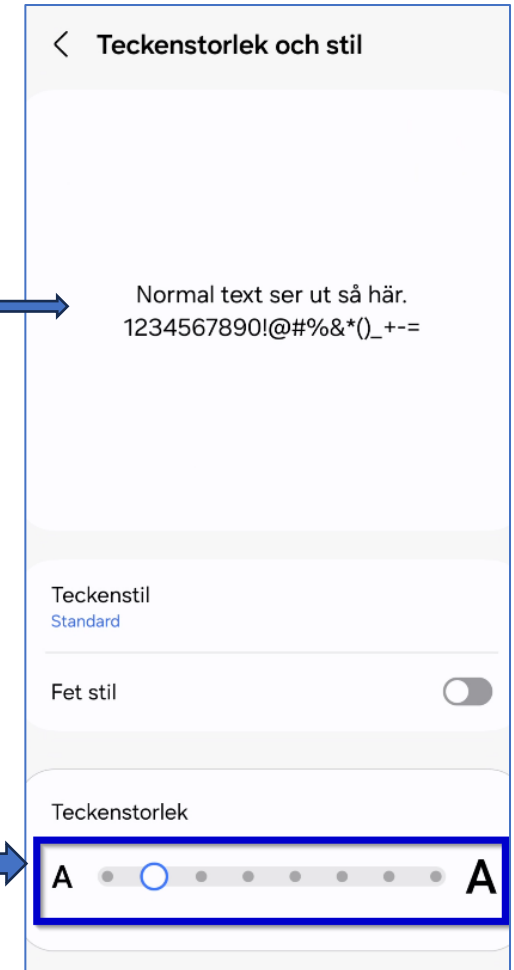 Teckenstorlek och stil
Normal text ser ut så här.
1234567890!@#%&*()_+-=
Teckenstil
Standard
Fet stil
Teckenstorlek
A A